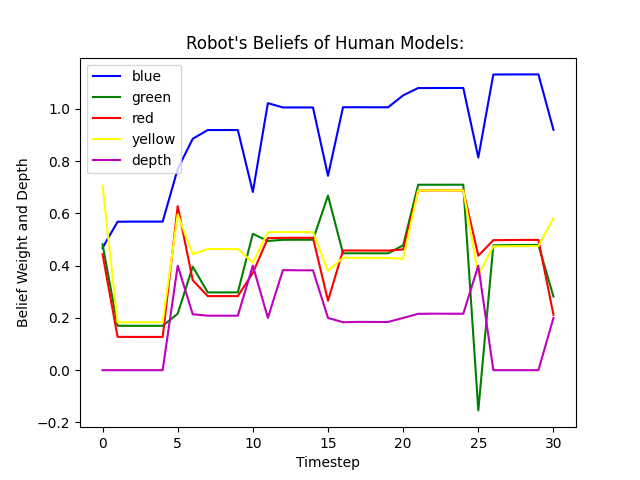 Robot's Beliefs of Human Models:
blue
green
red
yellow
depth
Belief Weight and Depth
1.0
0.8
0.6
0.4
0.2
0.0
−0.2
0 5 10 15 20 25 30
Timestep